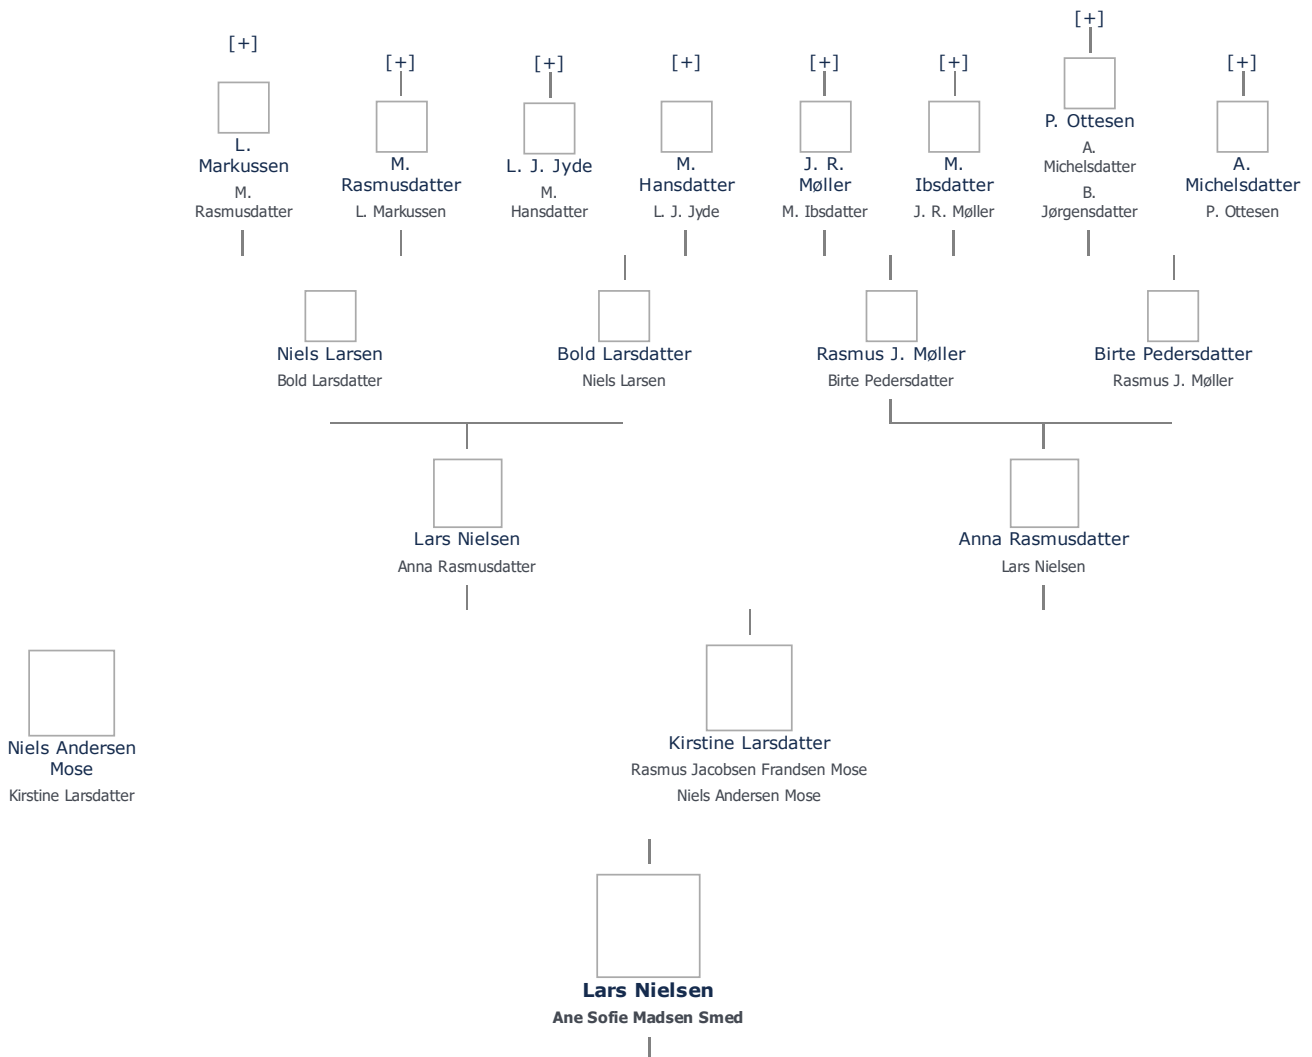 [+]
[+]
[+]
[+]
[+]
[+]
[+]
[+]
L.
Markussen
M.
Rasmusdatter
M.
Rasmusdatter
L. Markussen
L. J. Jyde
M.
Hansdatter
M.
Hansdatter
L. J. Jyde
J. R.
Møller
M. Ibsdatter
M.
Ibsdatter
J. R. Møller
P. Ottesen
A.
Michelsdatter
B.
Jørgensdatter
A.
Michelsdatter
P. Ottesen
Niels Larsen
Bold Larsdatter
Bold Larsdatter
Niels Larsen
Rasmus J. Møller
Birte Pedersdatter
Birte Pedersdatter
Rasmus J. Møller
Lars Nielsen
Anna Rasmusdatter
Anna Rasmusdatter
Lars Nielsen
Niels Andersen
Mose
Kirstine Larsdatter
Kirstine Larsdatter
Rasmus Jacobsen Frandsen Mose
Niels Andersen Mose
Lars Nielsen
Ane Sofie Madsen Smed